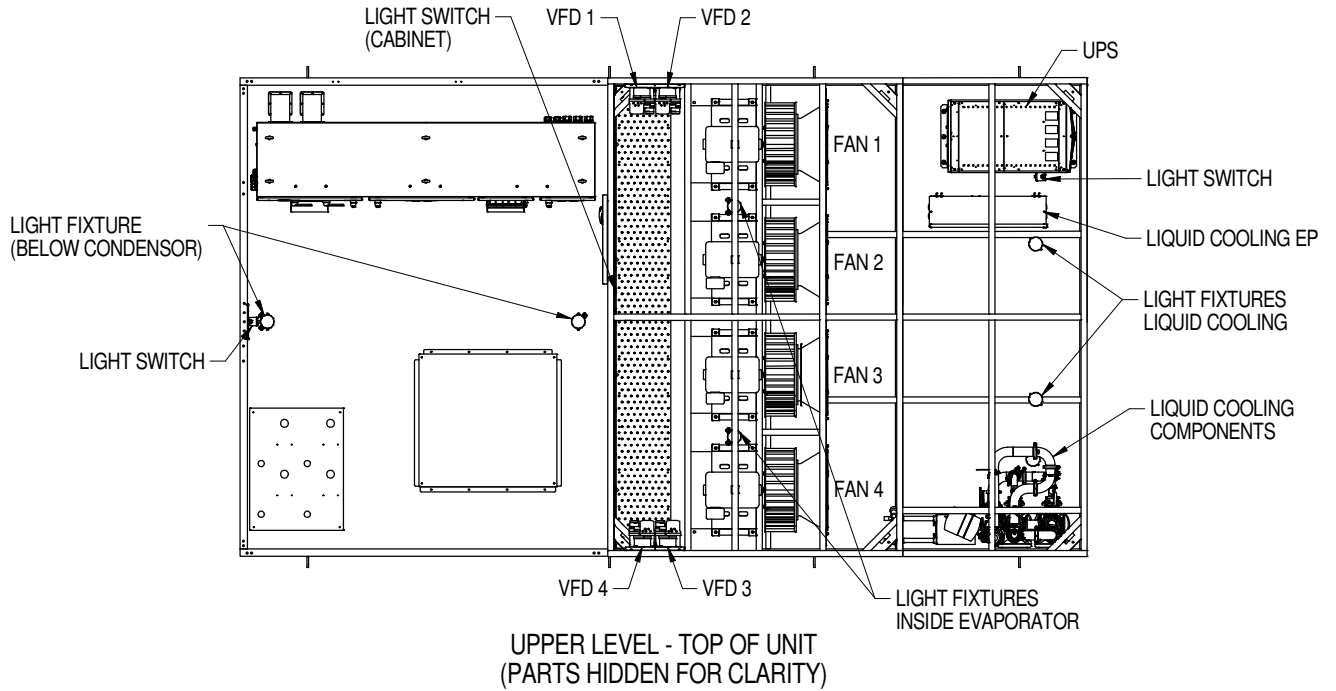 LIGHT SWITCH
(CABINET)
VFD 1
VFD 2
UPS
FAN 1
LIGHT SWITCH
LIGHT FIXTURE
(BELOW CONDENSOR)
LIQUID COOLING EP
FAN 2
LIGHT FIXTURES
LIQUID COOLING
LIGHT SWITCH
FAN 3
LIQUID COOLING
COMPONENTS
FAN 4
VFD 4
VFD 3
LIGHT FIXTURES
INSIDE EVAPORATOR
UPPER LEVEL - TOP OF UNIT
(PARTS HIDDEN FOR CLARITY)